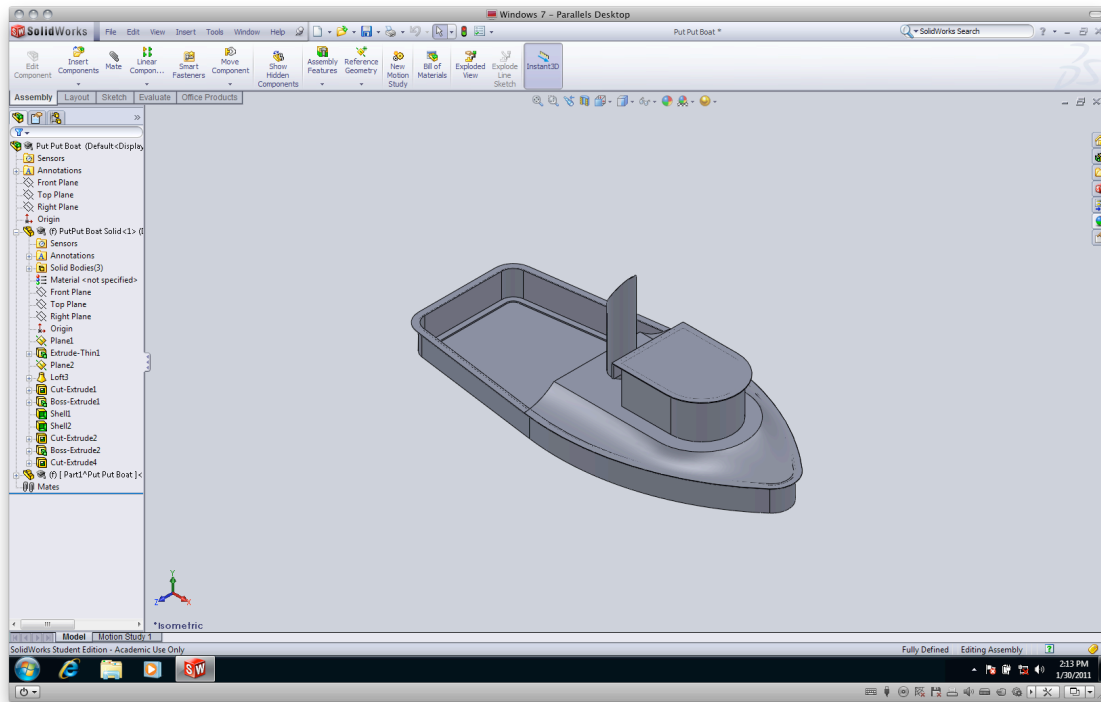 Windows 7 - Parallels Desktop
SolidWorks File Edit View Insert Tools Window Help Put Put Boat * SolidWorks Search ?
Edit Component
Insert Components
Mate
Linear Compon...
Smart Fasteners
Move Component
Show Hidden Components
Assembly Features
Reference Geometry
New Motion Study
Bill of Materials
Exploded View
Explode Line Sketch
Instant3D
Assembly Layout Sketch Evaluate Office Products
Put Put Boat (Default<Display
Sensors
Annotations
Front Plane
Top Plane
Right Plane
Origin
(f) PutPut Boat Solid<1> (
Sensors
Annotations
Solid Bodies(3)
Material <not specified>
Front Plane
Top Plane
Right Plane
Origin
Plane1
Extrude-Thin1
Plane2
Loft3
Cut-Extrude1
Boss-Extrude1
Shell1
Shell2
Cut-Extrude2
Boss-Extrude2
Cut-Extrude4
(f) [ Part1^Put Put Boat ]<
Mates
Y
Z X
*Isometric
Model Motion Study 1
SolidWorks Student Edition - Academic Use Only Fully Defined Editing Assembly ?
SW
2:13 PM
1/30/2011